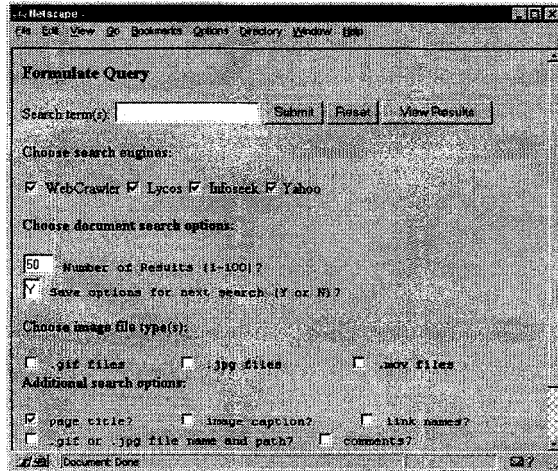 Netscape
File Edit View Go Bookmarks Options Directory Window Help
Formulate Query
Search term(s): Submit Reset View Results
Choose search engines:
WebCrawler Lycos Infoseek Yahoo
Choose document search options:
50 Number of Results (1-100)?
Y Save options for next search (Y or N)?
Choose image file type(s):
.gif files .jpg files .mov files
Additional search options:
page title? image caption? link names?
.gif or .jpg file name and path? comments?
Document: Done